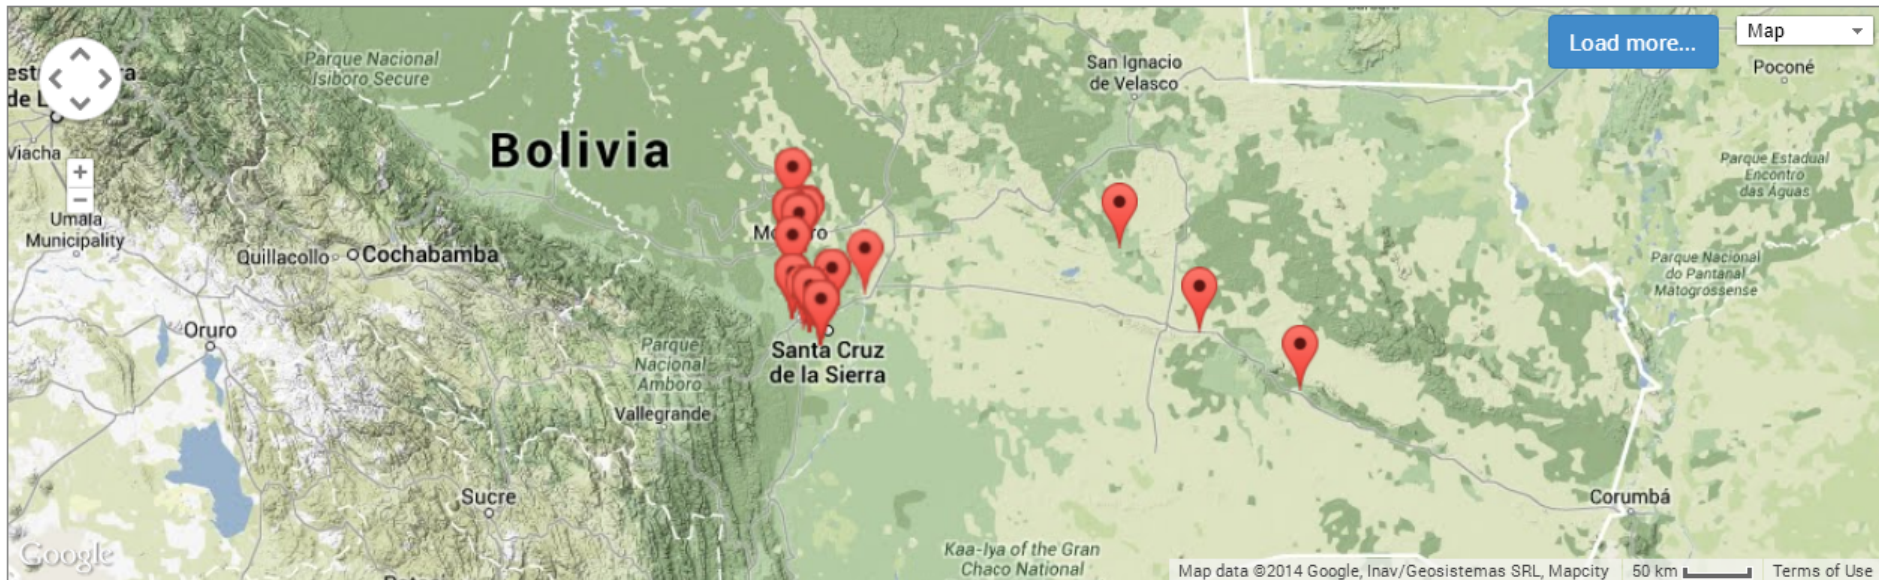 Load more...
Map
Parque Nacional
Isiboro Secure
San Ignacio
de Velasco
Poconé
Viacha
Bolivia
+
−
Parque Estadual
Encontro
das Águas
Umala
Municipality
Quillacollo
Cochabamba
Parque Nacional
do Pantanal
Matogrossense
Oruro
Parque
Nacional
Amboro
Santa Cruz
de la Sierra
Vallegrande
Sucre
Corumbá
Google
Kaa-Iya of the Gran
Chaco National
Map data ©2014 Google, Inav/Geosistemas SRL, Mapcity
50 km
Terms of Use